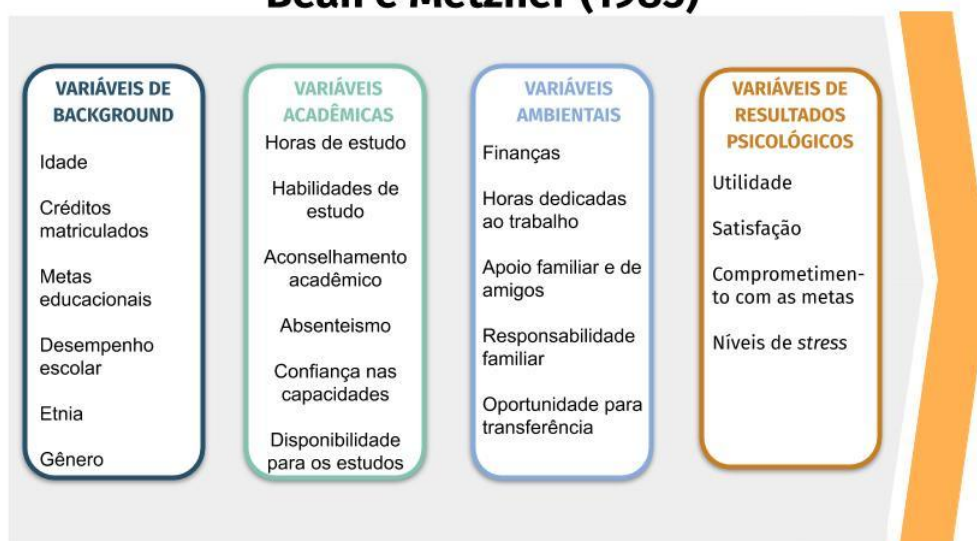 Bean e Metzner (1985)
VARIÁVEIS DE
BACKGROUND
Idade
Créditos
matriculados
Metas
educacionais
Desempenho
escolar
Etnia
Gênero
VARIÁVEIS
ACADÊMICAS
Horas de estudo
Habilidades de
estudo
Aconselhamento
acadêmico
Absenteismo
Confiança nas
capacidades
Disponibilidade
para os estudos
VARIÁVEIS
AMBIENTAIS
Finanças
Horas dedicadas
ao trabalho
Apoio familiar e de
amigos
Responsabilidade
familiar
Oportunidade para
transferência
VARIÁVEIS DE
RESULTADOS
PSICOLÓGICOS
Utilidade
Satisfação
Comprometimen-
to com as metas
Níveis de stress